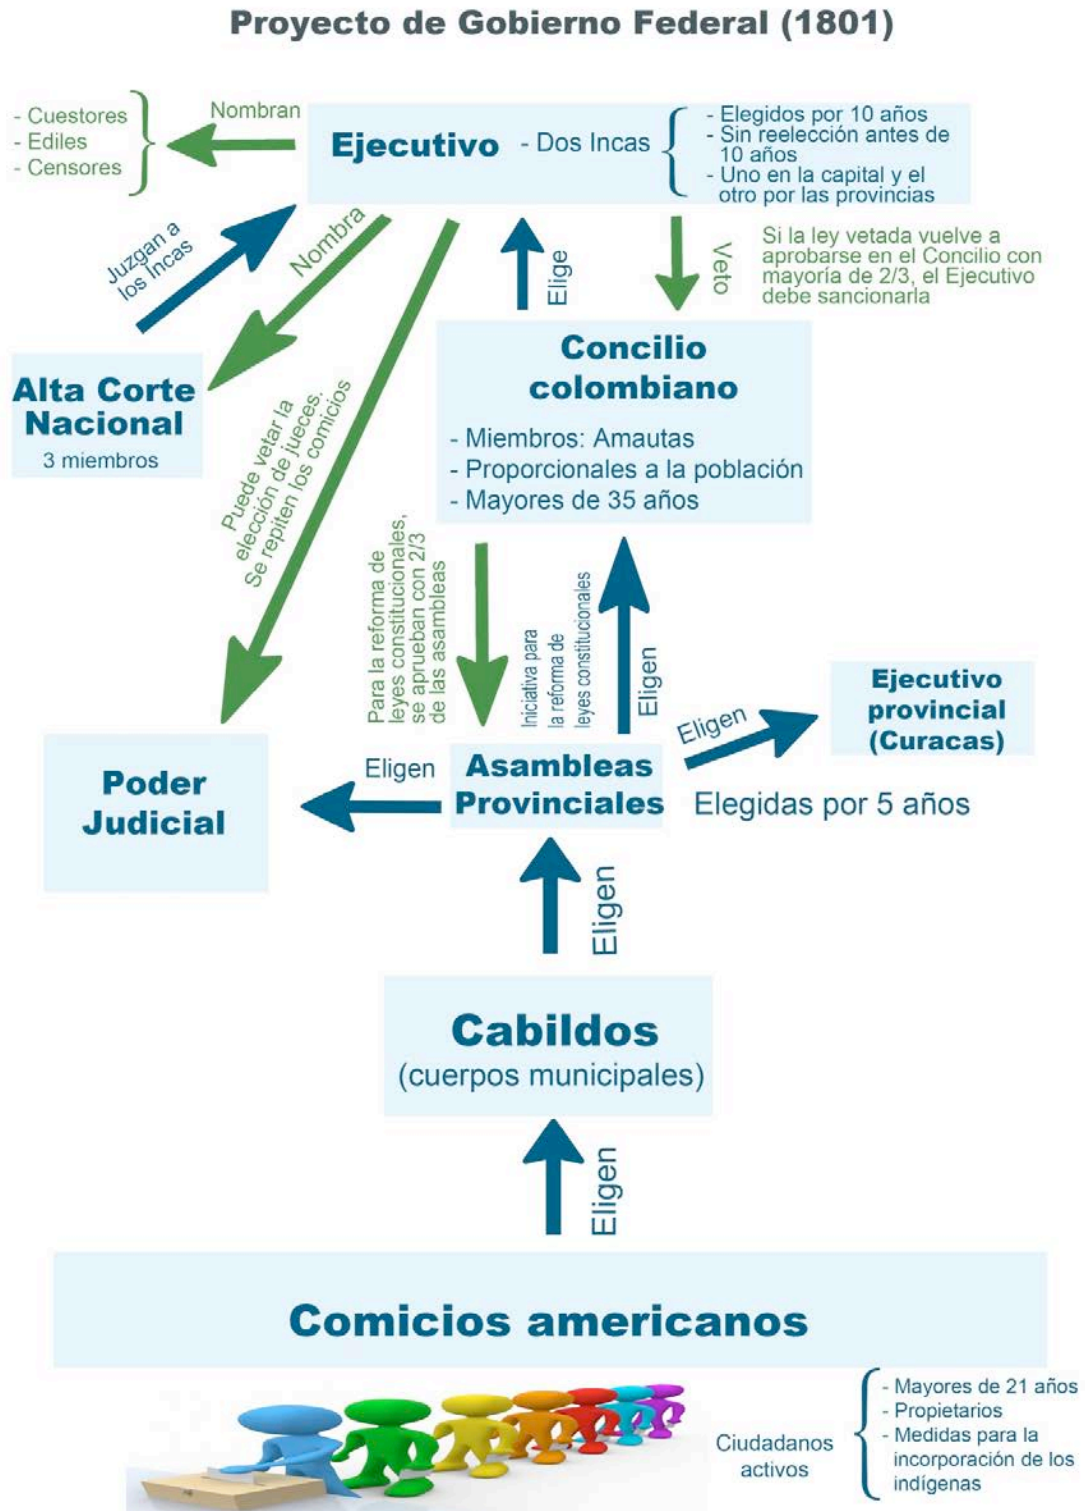 Proyecto de Gobierno Federal (1801)
- Cuestores
- Ediles
- Censores
Nombran
Ejecutivo - Dos Incas
- Elegidos por 10 años
- Sin reelección antes de
10 años
- Uno en la capital y el
otro por las provincias
Juzgan a
los Incas
Nombra
Elige
Veto
Si la ley vetada vuelve a
aprobarse en el Concilio con
mayoría de 2/3, el Ejecutivo
debe sancionarla
Alta Corte
Nacional
3 miembros
Concilio
colombiano
- Miembros: Amautas
- Proporcionales a la población
- Mayores de 35 años
Puede vetar la
elección de jueces.
Se repiten los comicios
Para la reforma de
leyes constitucionales,
se aprueban con 2/3
de las asambleas
Iniciativa para
la reforma de
leyes constitucionales
Eligen
Eligen
Ejecutivo
provincial
(Curacas)
Poder
Judicial
Eligen
Asambleas
Provinciales
Elegidas por 5 años
Eligen
Cabildos
(cuerpos municipales)
Eligen
Comicios americanos
Ciudadanos
activos
- Mayores de 21 años
- Propietarios
- Medidas para la
incorporación de los
indígenas